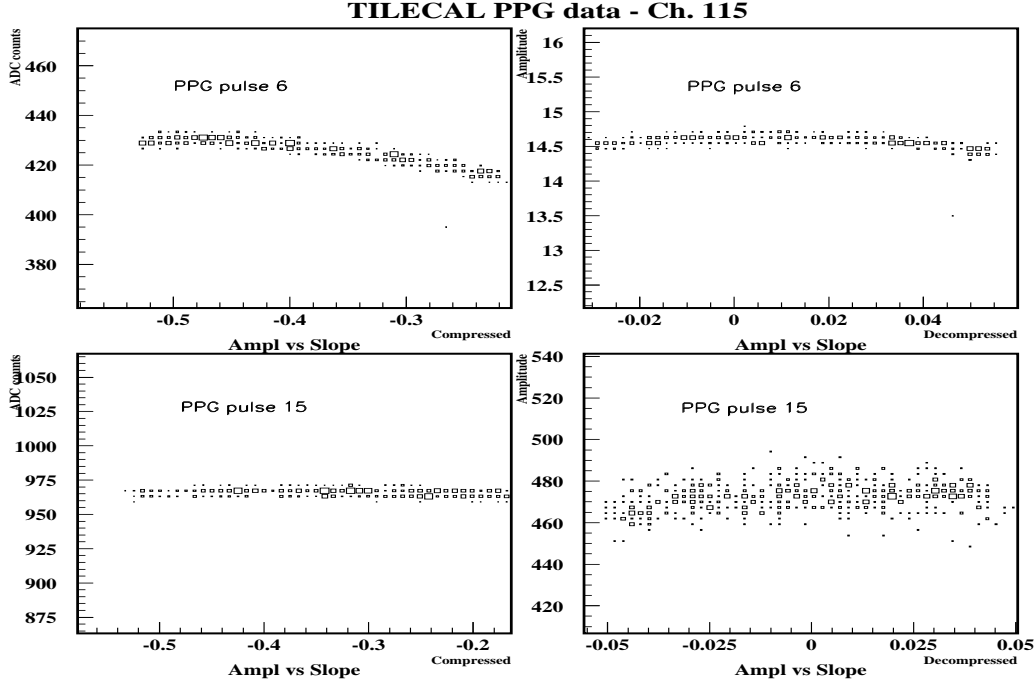 TILECAL PPG data - Ch. 115
ADC counts
460
440
420
400
380
PPG pulse 6
-0.5
-0.4
-0.3
Compressed
Ampl vs Slope
Amplitude
16
15.5
15
14.5
14
13.5
13
12.5
PPG pulse 6
-0.02
0
0.02
0.04
Decompressed
Ampl vs Slope
ADC counts
1050
1025
1000
975
950
925
900
875
PPG pulse 15
-0.5
-0.4
-0.3
-0.2
Compressed
Ampl vs Slope
Amplitude
540
520
500
480
460
440
420
PPG pulse 15
-0.05
-0.025
0
0.025
0.05
Decompressed
Ampl vs Slope